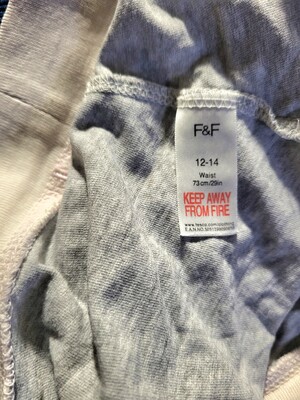 F&F
12-14
Waist
73cm/29in
KEEP AWAY
FROM FIRE